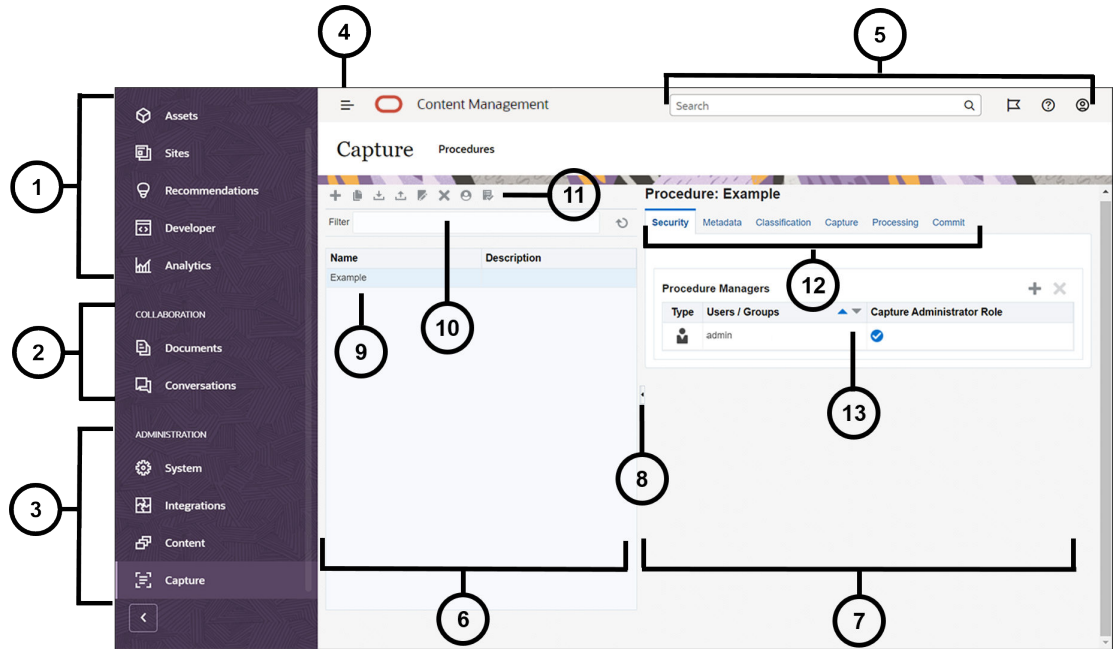 4
5
1
Assets
Sites
Recommendations
Developer
Analytics
2
COLLABORATION
Documents
Conversations
3
ADMINISTRATION
System
Integrations
Content
Capture
Content Management
Search
Capture Procedures
11
Filter
Name Description
Example
9
10
6
8
Procedure: Example
Security Metadata Classification Capture Processing Commit
12
Procedure Managers
Type Users / Groups Capture Administrator Role
admin
13
7